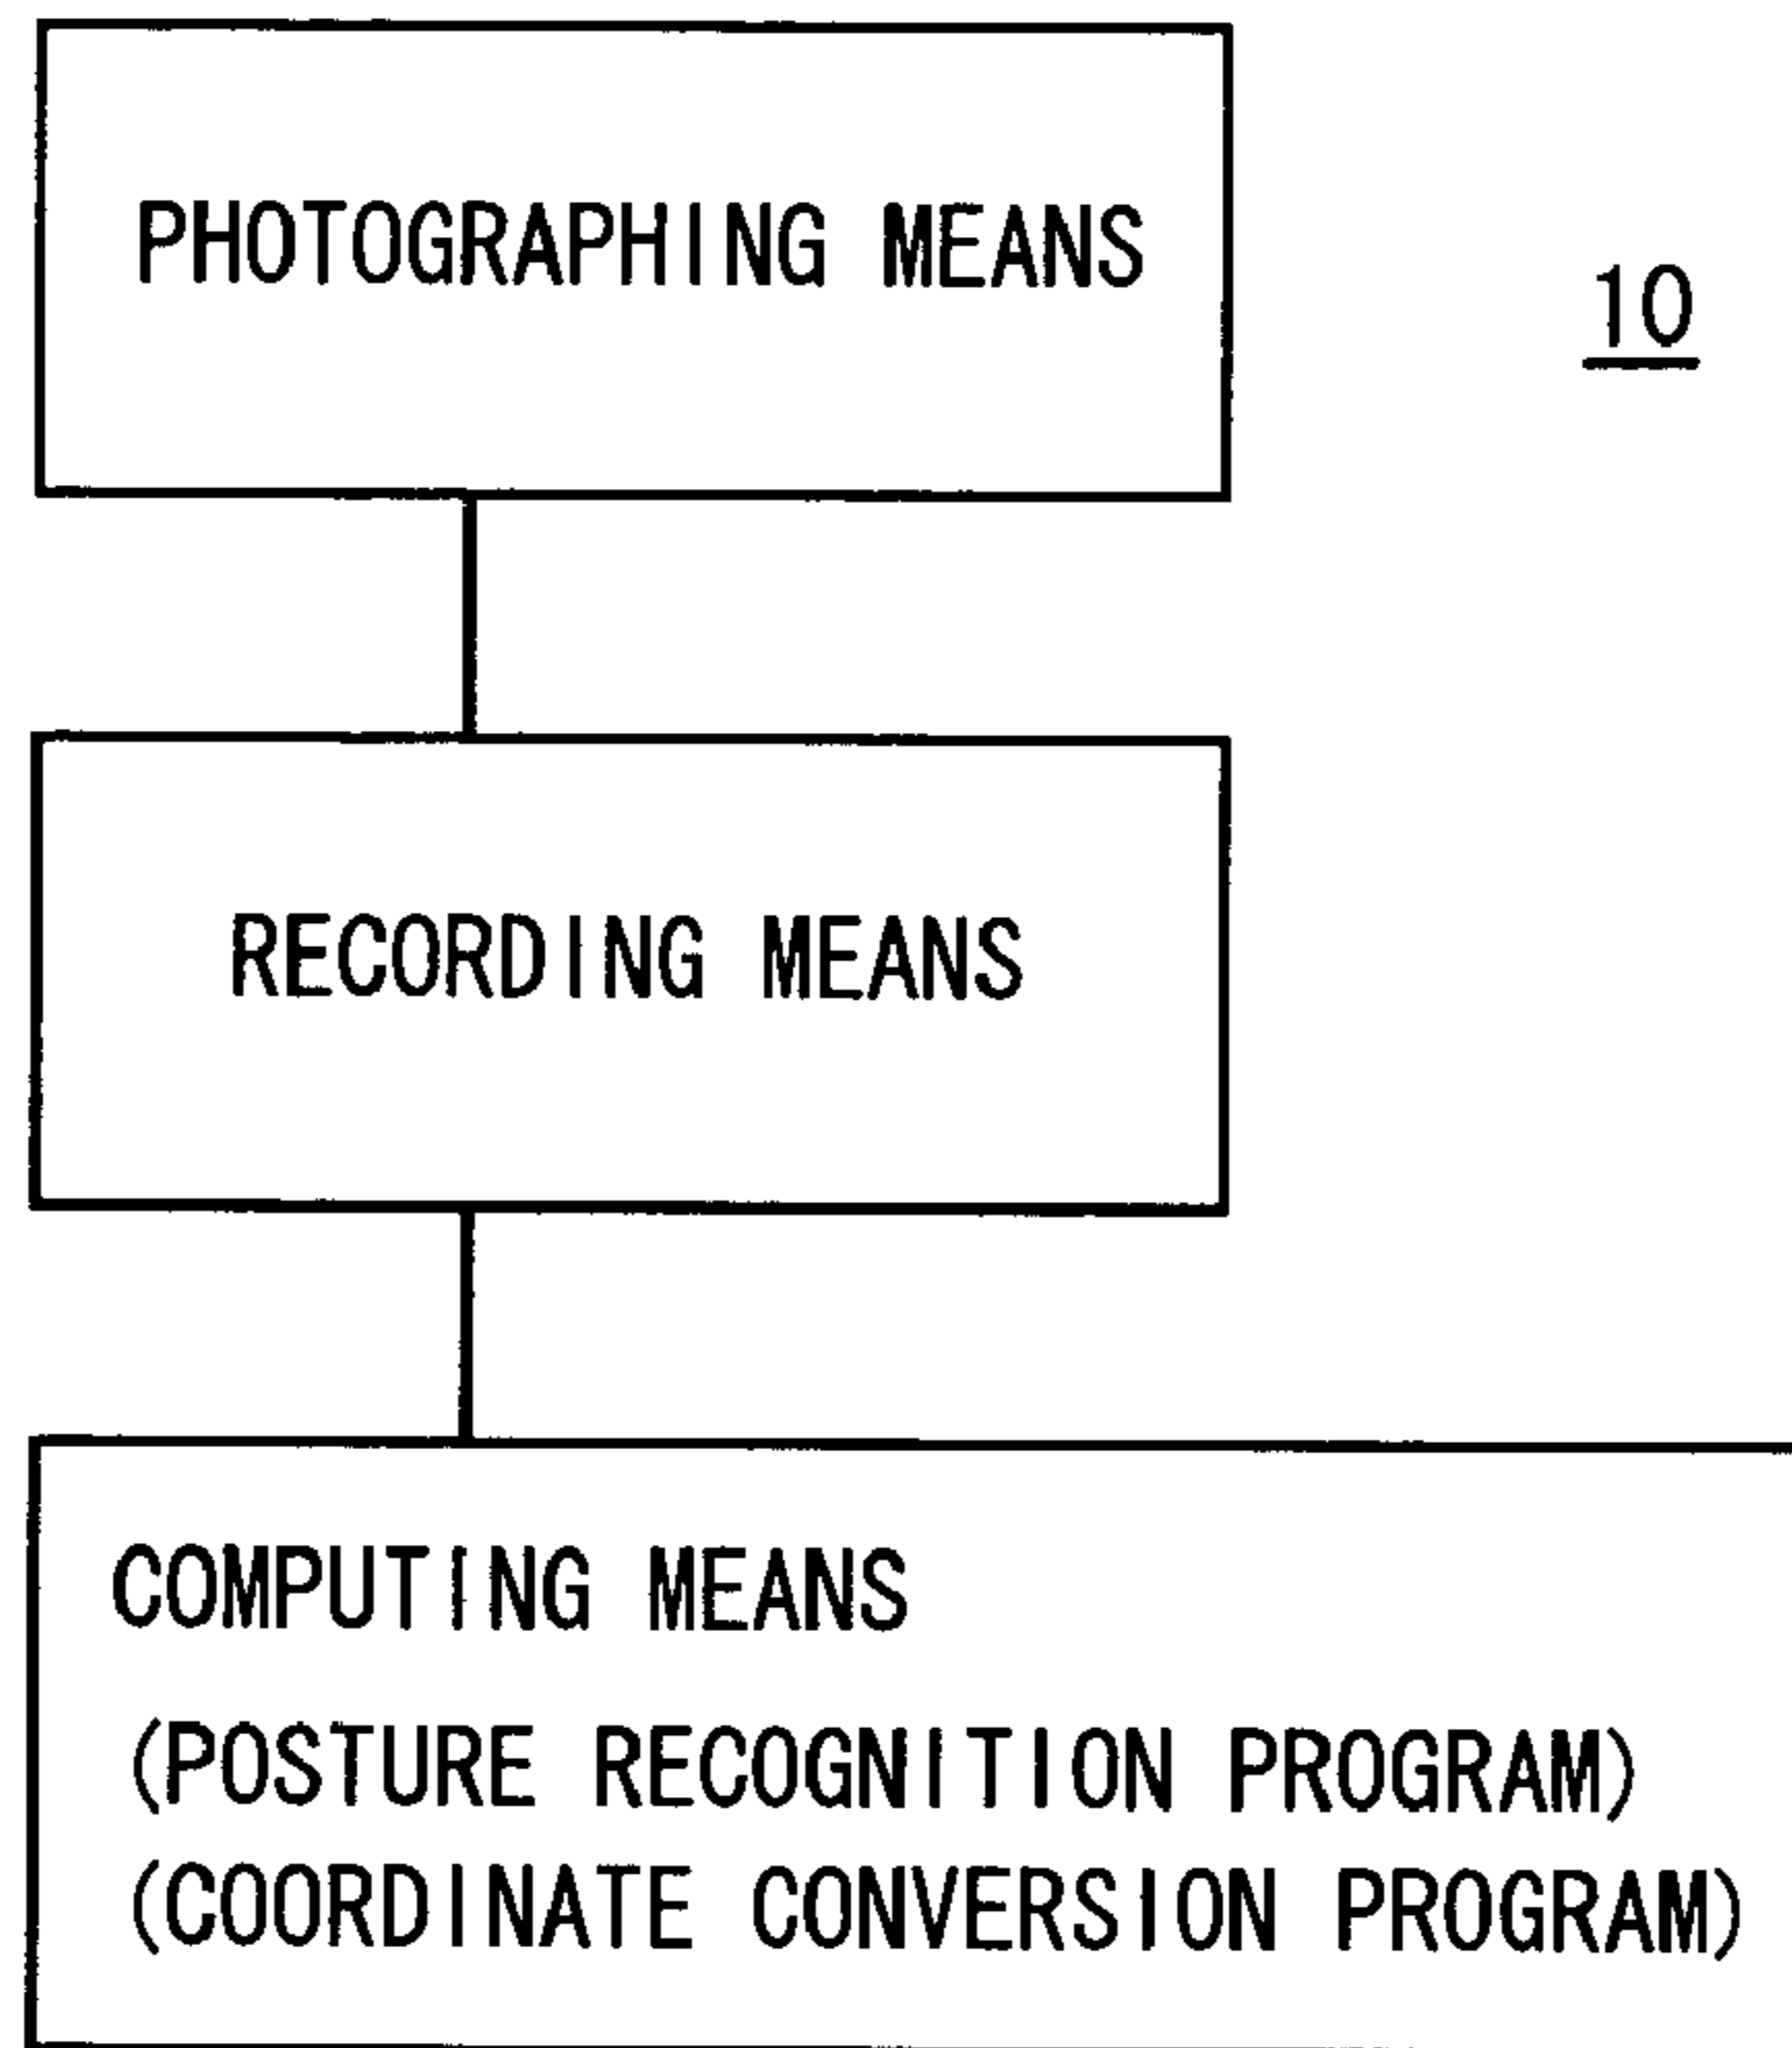 PHOTOGRAPHING MEANS
10
RECORDING MEANS
COMPUTING MEANS
(POSTURE RECOGNITION PROGRAM)
(COORDINATE CONVERSION PROGRAM)